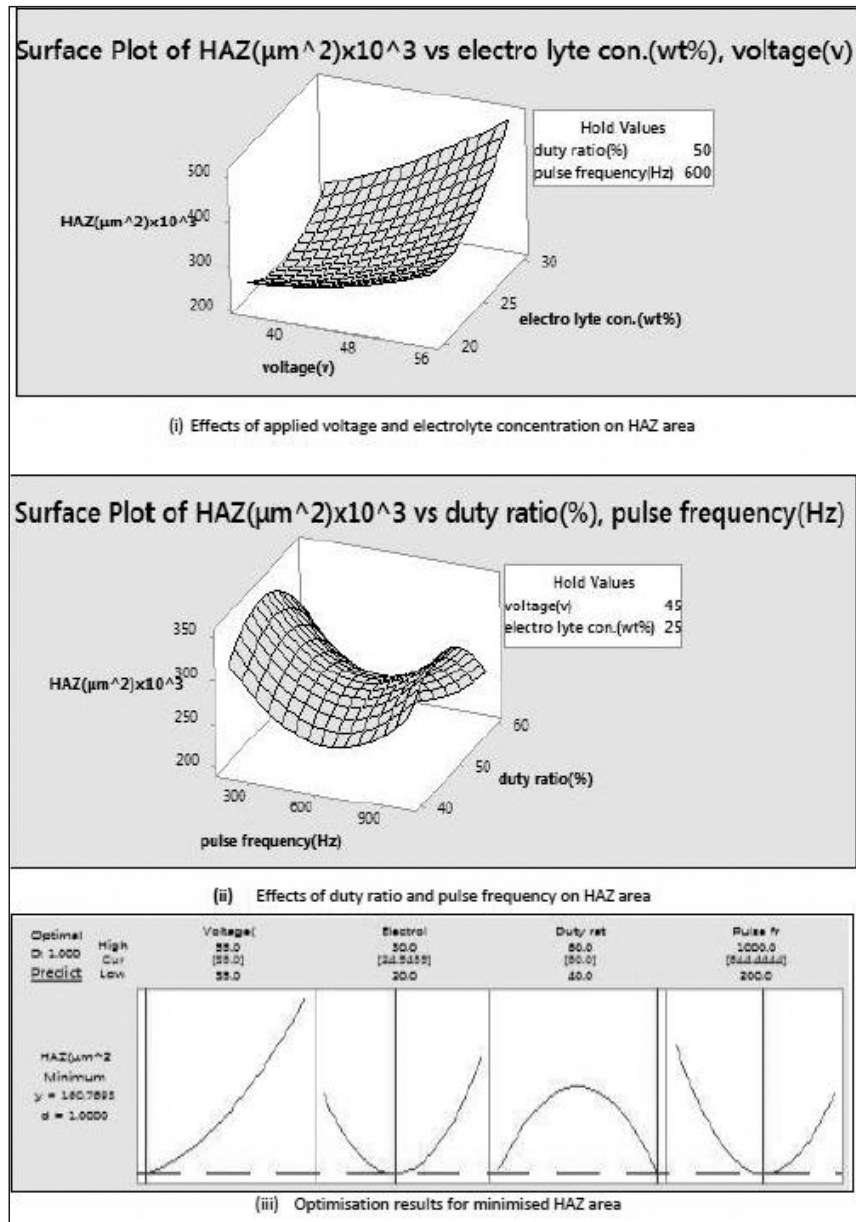 Surface Plot of HAZ(µm^2)x10^3 vs electro lyte con.(wt%), voltage(v)
Hold Values
duty ratio(%) 50
pulse frequency(Hz) 600
500
400
300
200
HAZ(µm^2)x10^3
30
25
20
electro lyte con.(wt%)
40
48
56
voltage(v)
(i) Effects of applied voltage and electrolyte concentration on HAZ area
Surface Plot of HAZ(µm^2)x10^3 vs duty ratio(%), pulse frequency(Hz)
Hold Values
voltage(v) 45
electro lyte con.(wt%) 25
350
300
250
200
HAZ(µm^2)x10^3
60
50
40
duty ratio(%)
300
600
900
pulse frequency(Hz)
(ii) Effects of duty ratio and pulse frequency on HAZ area
Optimal
D: 1.000
Predict
High
Cur
Low
Voltage(
55.0
[35.0]
35.0
Electrol
30.0
20.0
Duty rat
60.0
[60.0]
40.0
Pulse fr
1000.0
[644.4444]
200.0
HAZ(µm^2
Minimum
d = 1.0000
(iii) Optimisation results for minimised HAZ area